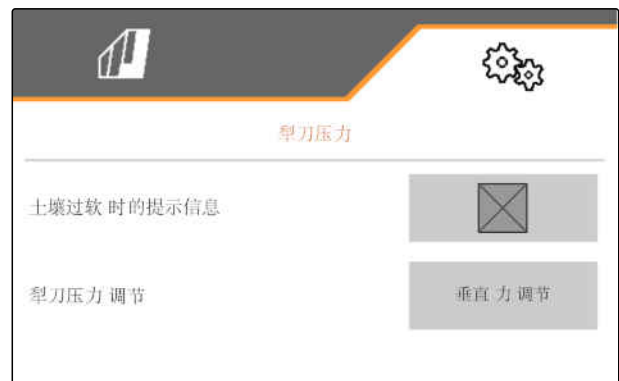 犁刀压力
土壤过软 时的提示信息
犁刀压力 调节
垂直 力 调节